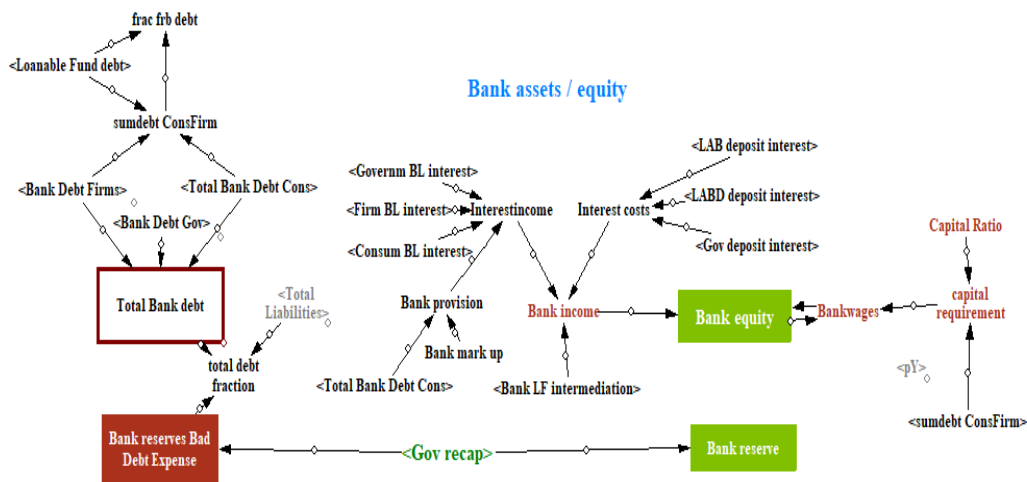 frac frb debt
<Loanable Fund debt>
Bank assets / equity
sumdebt ConsFirm
<LAB deposit interest>
<Governm BL interest>
<Bank Debt Firms>
<Total Bank Debt Cons>
<LABD deposit interest>
<Firm BL interest>
Interestincome
Interest costs
<Bank Debt Gov>
<Consum BL interest>
<Gov deposit interest>
Capital Ratio
Total Bank debt
<Total
Liabilities>
Bank provision
Bank income
Bank equity
Bankwages
capital
requirement
Bank mark up
total debt
fraction
<Total Bank Debt Cons>
<Bank LF intermediation>
<pY>
<sumdebt ConsFirm>
Bank reserves Bad
Debt Expense
<Gov recap>
Bank reserve